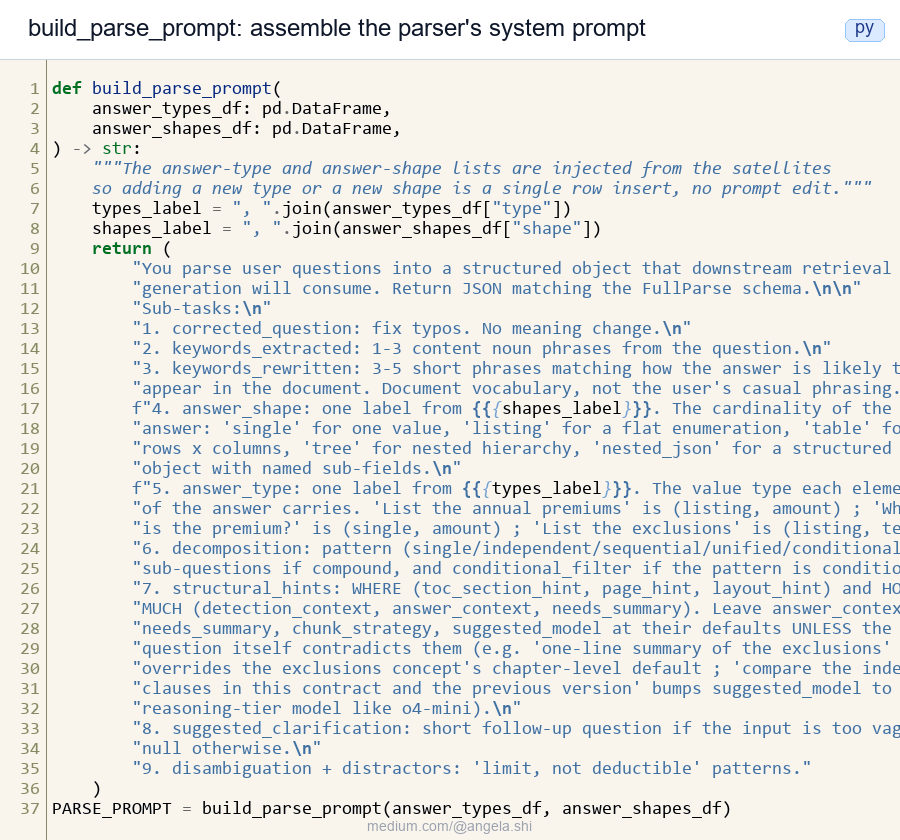 build_parse_prompt: assemble the parser's system prompt
py
1 def build_parse_prompt(
2     answer_types_df: pd.DataFrame,
3     answer_shapes_df: pd.DataFrame,
4 ) -> str:
5     """The answer-type and answer-shape lists are injected from the satellites
6     so adding a new type or a new shape is a single row insert, no prompt edit."""
7     types_label = ", ".join(answer_types_df["type"])
8     shapes_label = ", ".join(answer_shapes_df["shape"])
9     return (
10         "You parse user questions into a structured object that downstream retrieval
11         "generation will consume. Return JSON matching the FullParse schema.\n\n"
12         "Sub-tasks:\n"
13         "1. corrected_question: fix typos. No meaning change.\n"
14         "2. keywords_extracted: 1-3 content noun phrases from the question.\n"
15         "3. keywords_rewritten: 3-5 short phrases matching how the answer is likely
16         "appear in the document. Document vocabulary, not the user's casual phrasing.
17         f"4. answer_shape: one label from {{{shapes_label}}}. The cardinality of the
18         "answer: 'single' for one value, 'listing' for a flat enumeration, 'table'
19         "rows x columns, 'tree' for nested hierarchy, 'nested_json' for a structured
20         "object with named sub-fields.\n"
21         f"5. answer_type: one label from {{{types_label}}}. The value type each
22         "of the answer carries. 'List the annual premiums' is (listing, amount) ;
23         "is the premium?' is (single, amount) ; 'List the exclusions' is (listing,
24         "6. decomposition: pattern (single/independent/sequential/unified/conditional
25         "sub-questions if compound, and conditional_filter if the pattern is
26         "7. structural_hints: WHERE (toc_section_hint, page_hint, layout_hint) and
27         "MUCH (detection_context, answer_context, needs_summary). Leave
28         "needs_summary, chunk_strategy, suggested_model at their defaults UNLESS the
29         "question itself contradicts them (e.g. 'one-line summary of the exclusions'
30         "overrides the exclusions concept's chapter-level default ; 'compare the
31         "clauses in this contract and the previous version' bumps suggested_model to
32         "reasoning-tier model like o4-mini).\n"
33         "8. suggested_clarification: short follow-up question if the input is too
34         "null otherwise.\n"
35         "9. disambiguation + distractors: 'limit, not deductible' patterns."
36     )
37 PARSE_PROMPT = build_parse_prompt(answer_types_df, answer_shapes_df)
medium.com/@angela.shi